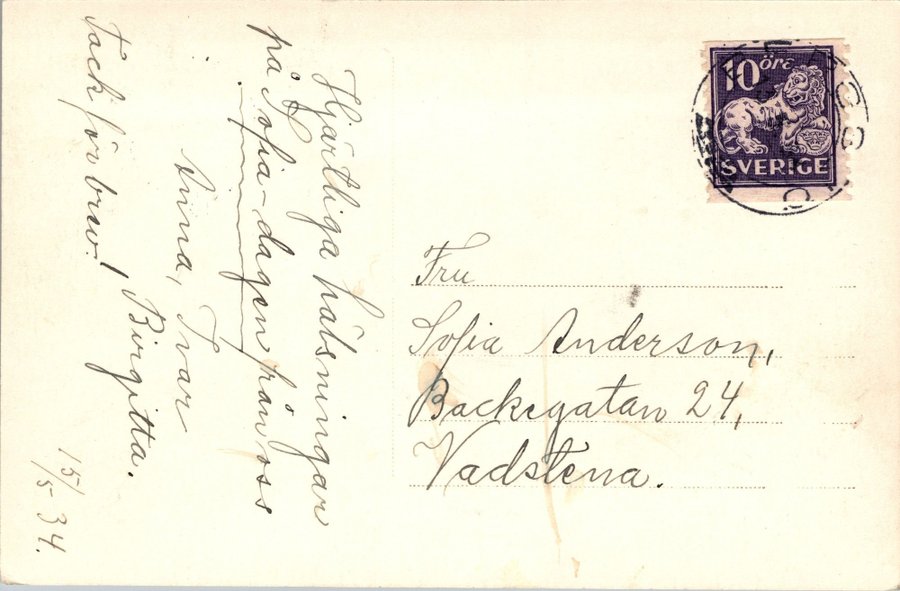 Hjärtliga hälsningar
på Sofia-dagen från oss
Anna, Ivar
Birgitta.
Tack för brev!
15/5 34.
10 öre
SVERIGE
Fru
Sofia Anderson,
Backegatan 24,
Vadstena.